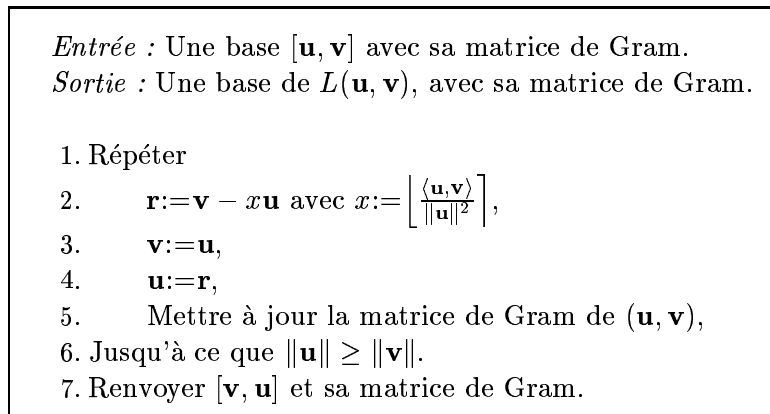 Entrée : Une base [u, v] avec sa matrice de Gram.
Sortie : Une base de L(u, v), avec sa matrice de Gram.
1. Répéter
2. r:=v − xu avec x:=⌊⟨u,v⟩/‖u‖²⌉,
3. v:=u,
4. u:=r,
5. Mettre à jour la matrice de Gram de (u, v),
6. Jusqu'à ce que ‖u‖ ≥ ‖v‖.
7. Renvoyer [v, u] et sa matrice de Gram.